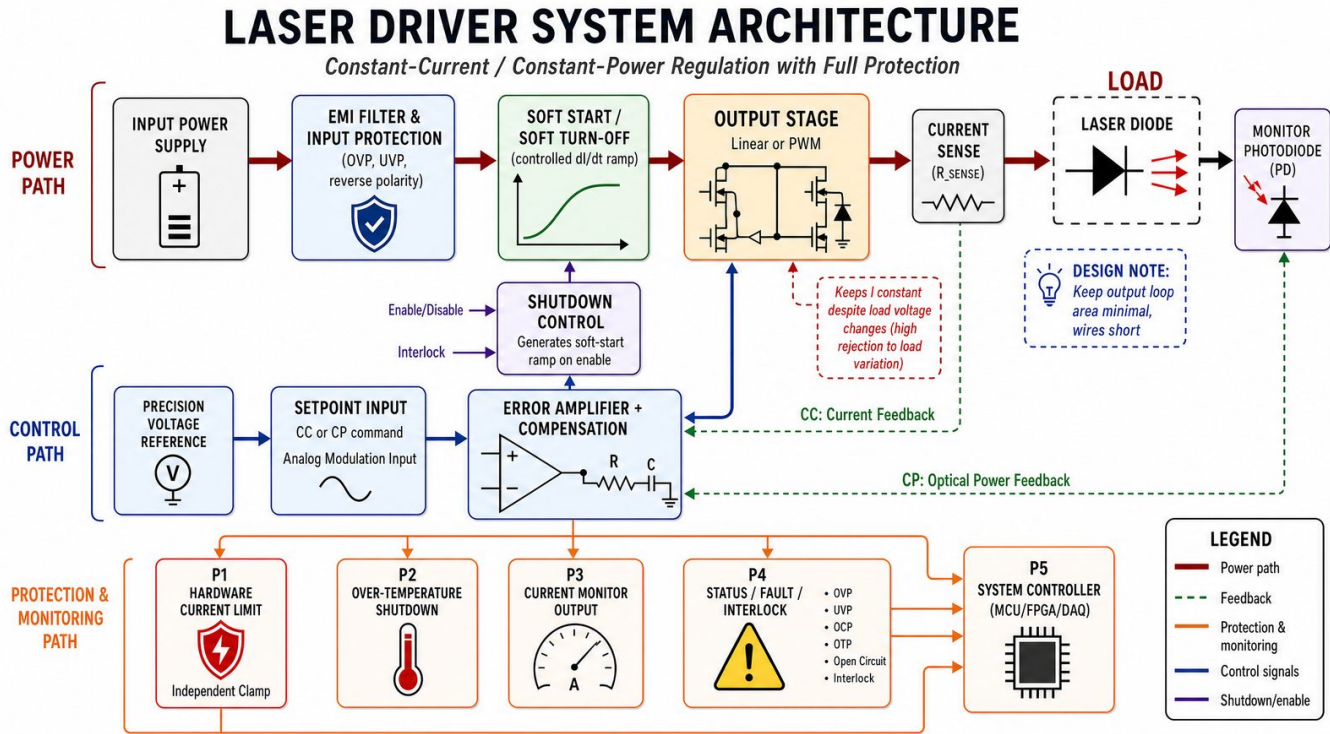 LASER DRIVER SYSTEM ARCHITECTURE
Constant-Current / Constant-Power Regulation with Full Protection
POWER
PATH
INPUT POWER
SUPPLY
+
EMI FILTER &
INPUT PROTECTION
(OVP, UVP,
reverse polarity)
SOFT START /
SOFT TURN-OFF
(controlled dI/dt ramp)
OUTPUT STAGE
Linear or PWM
CURRENT
SENSE
(R_SENSE)
LOAD
LASER DIODE
MONITOR
PHOTODIODE
(PD)
Enable/Disable
Interlock
SHUTDOWN
CONTROL
Generates soft-start
ramp on enable
Keeps I constant
despite load voltage
changes (high
rejection to load
variation)
DESIGN NOTE:
Keep output loop
area minimal,
wires short
CONTROL
PATH
PRECISION
VOLTAGE
REFERENCE
V
SETPOINT INPUT
CC or CP command
Analog Modulation Input
ERROR AMPLIFIER +
COMPENSATION
+
−
R
C
CC: Current Feedback
CP: Optical Power Feedback
PROTECTION &
MONITORING
PATH
P1
HARDWARE
CURRENT LIMIT
Independent Clamp
P2
OVER-TEMPERATURE
SHUTDOWN
P3
CURRENT MONITOR
OUTPUT
A
P4
STATUS / FAULT /
INTERLOCK
!
• OVP
• UVP
• OCP
• OTP
• Open Circuit
• Interlock
P5
SYSTEM CONTROLLER
(MCU/FPGA/DAQ)
LEGEND
Power path
Feedback
Protection &
monitoring
Control signals
Shutdown/enable